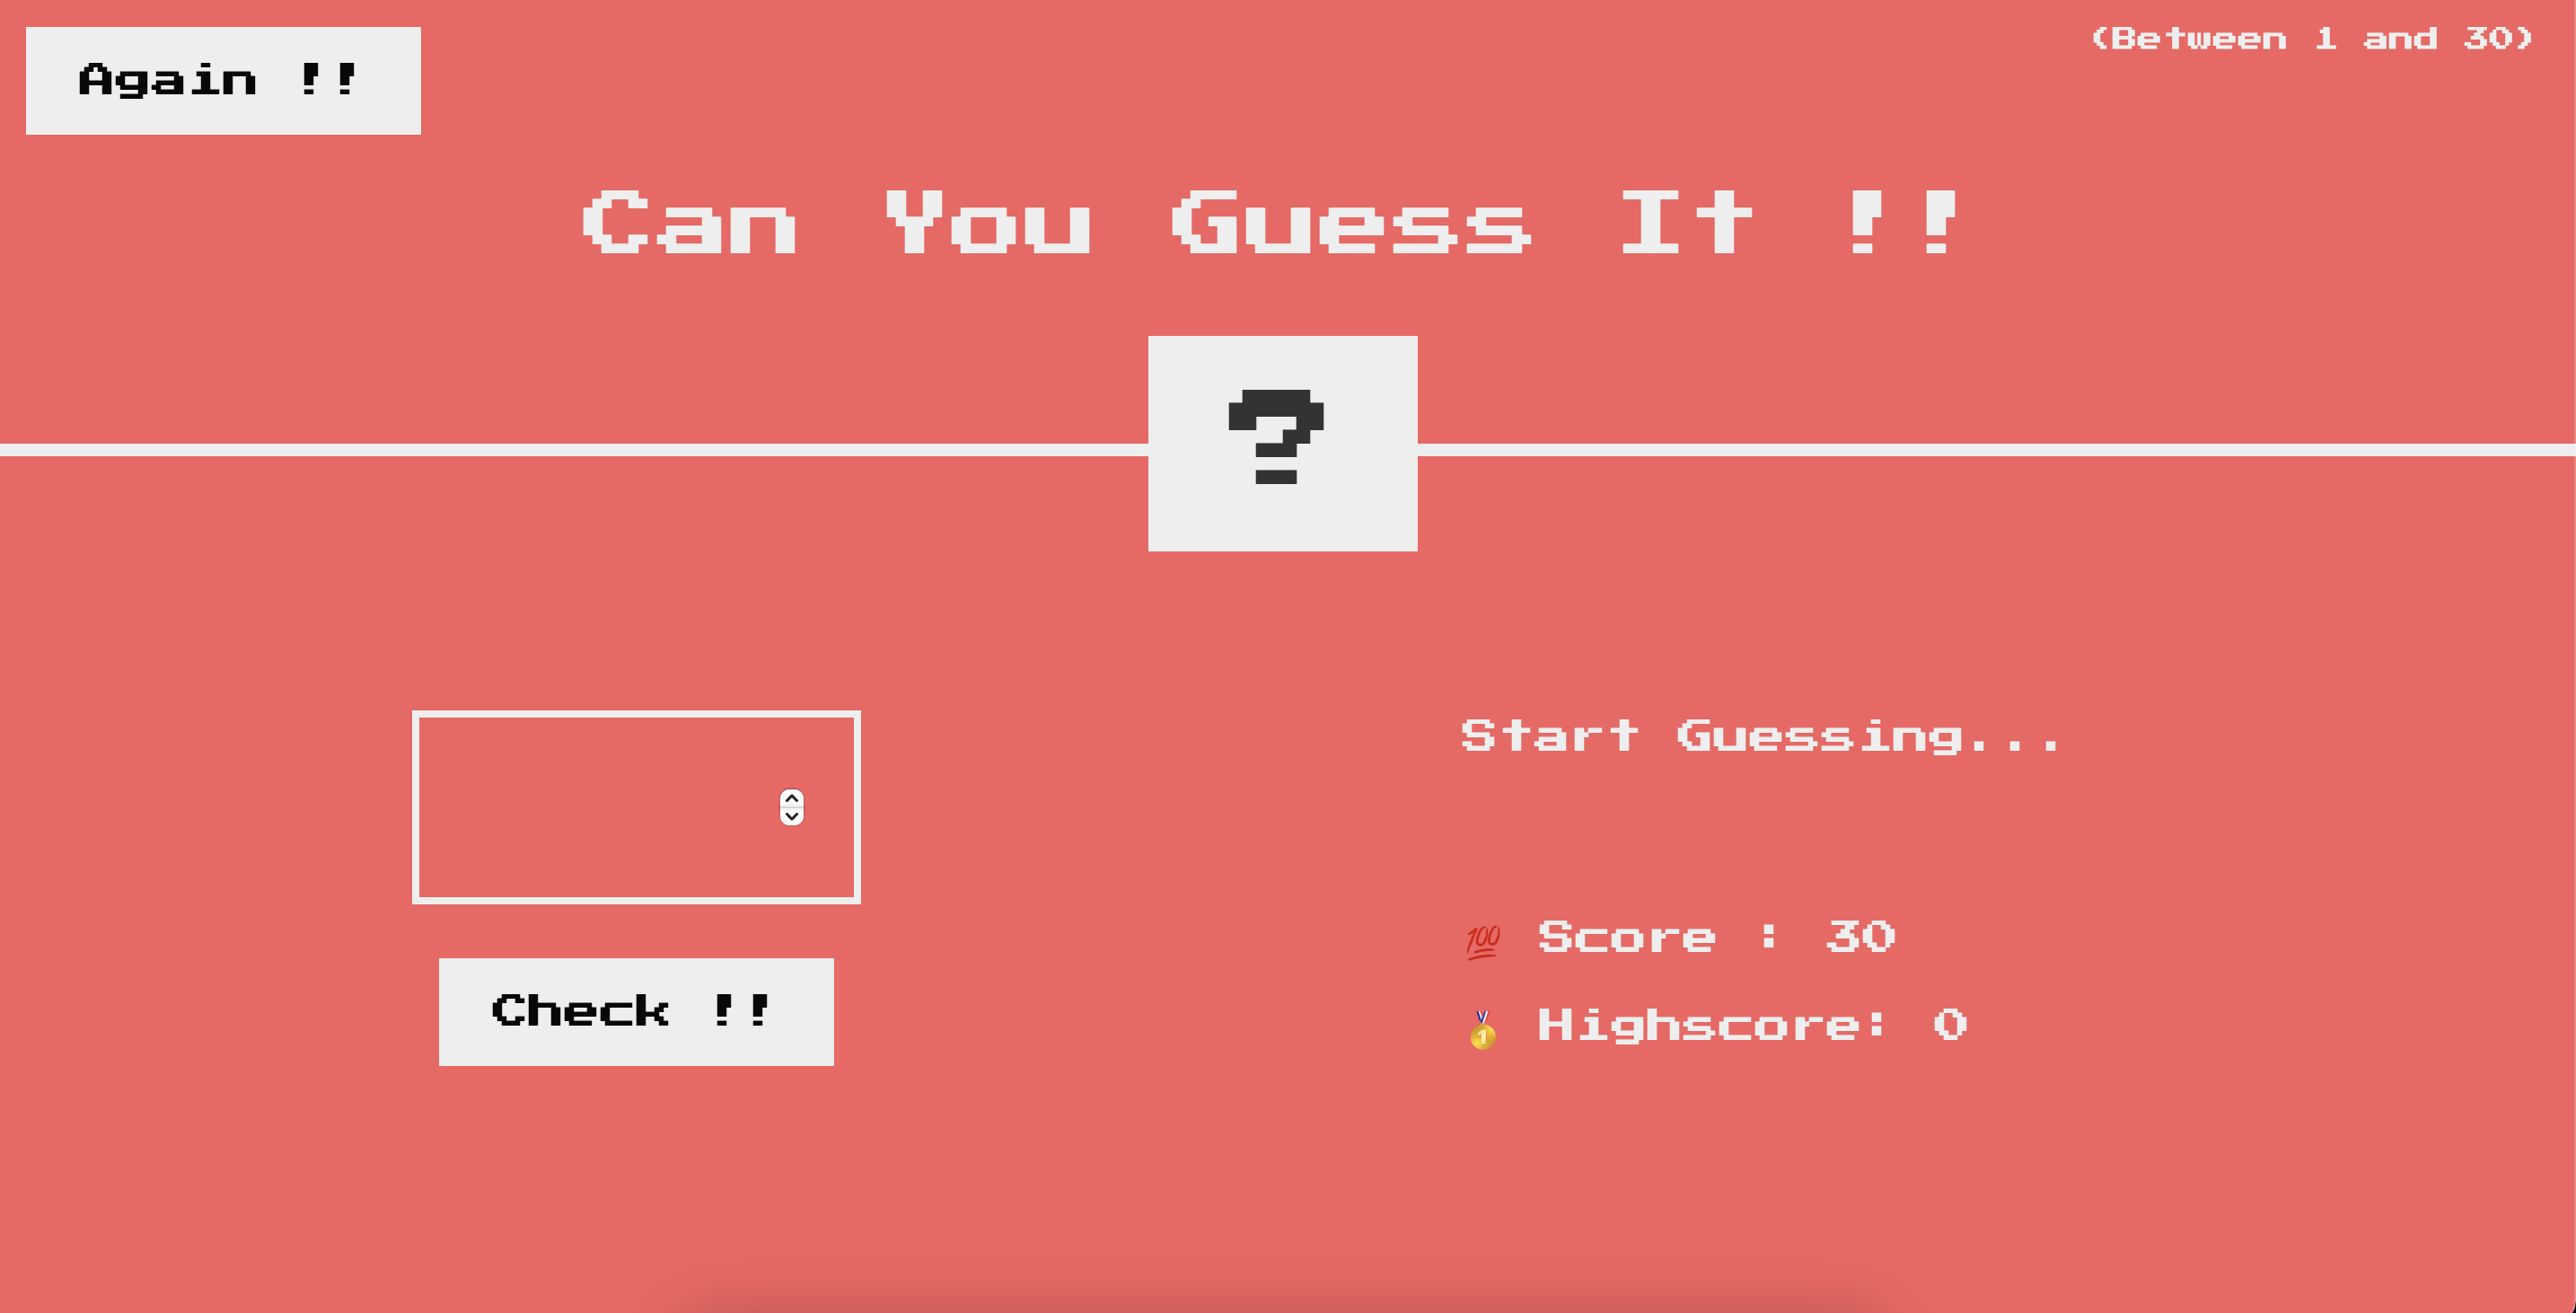 Again !!
(Between 1 and 30)
Can You Guess It !!
?
Start Guessing...
💯 Score : 30
🥇 Highscore: 0
Check !!